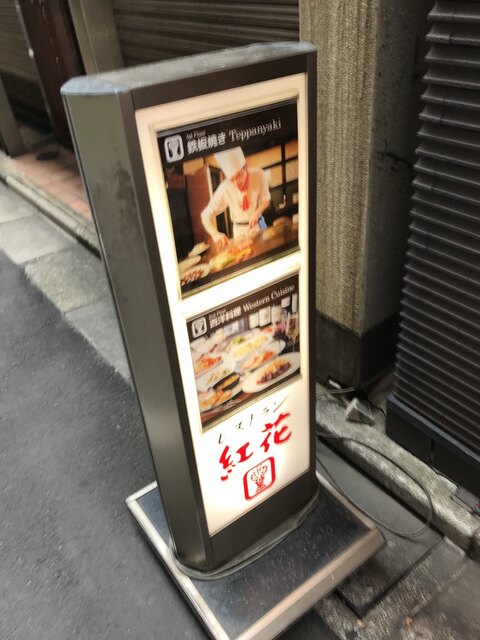 1st Floor
鉄板焼き Teppanyaki
西洋料理 Western Cuisine
レストラン
紅花